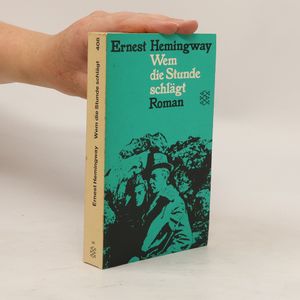 Ernest Hemingway
Wem
die Stunde
schlägt
Roman
Ernest Hemingway Wem die Stunde schlägt 408